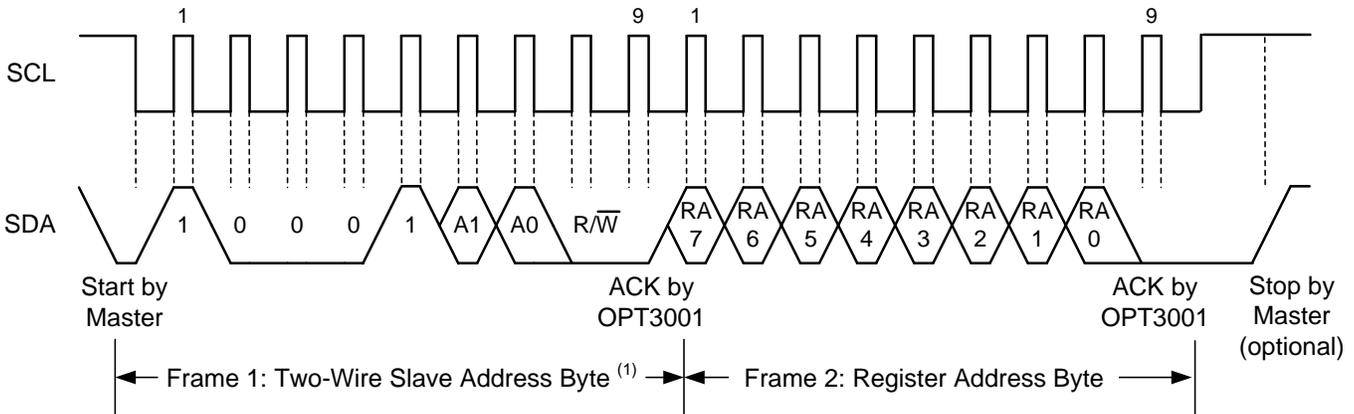 1 9 1 9
SCL
SDA
1 0 0 0 1 A1 A0 R/W̅ RA 7 RA 6 RA 5 RA 4 RA 3 RA 2 RA 1 RA 0
Start by
Master
ACK by
OPT3001
ACK by
OPT3001
Stop by
Master
(optional)
Frame 1: Two-Wire Slave Address Byte (1)
Frame 2: Register Address Byte